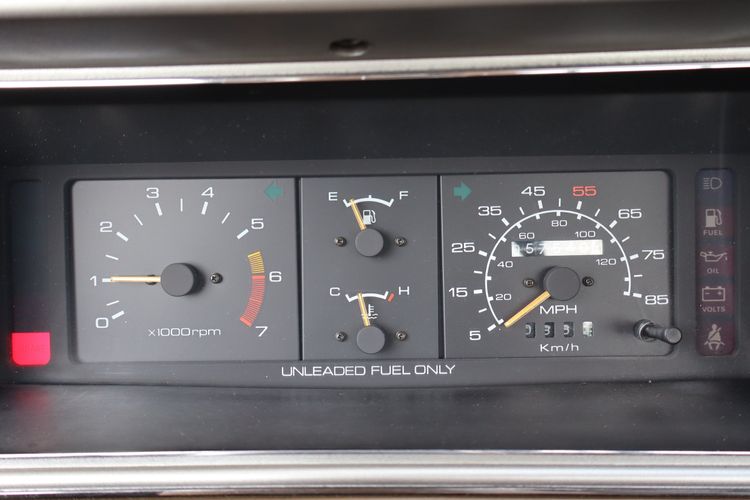 0 1 2 3 4 5 6 7
x1000rpm
E F
C H
5 15 25 35 45 55 65 75 85
20 40 60 80 100 120
MPH
Km/h
UNLEADED FUEL ONLY
FUEL
OIL
VOLTS